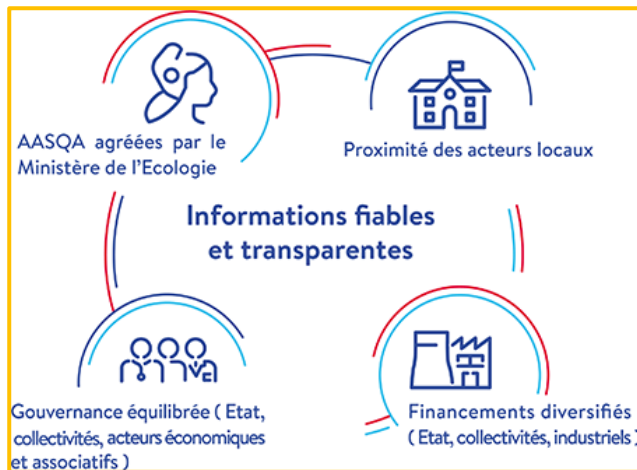 AASQA agréées par le
Ministère de l'Ecologie
Proximité des acteurs locaux
Informations fiables
et transparentes
Gouvernance équilibrée ( Etat,
collectivités, acteurs économiques
et associatifs )
Financements diversifiés
( Etat, collectivités, industriels )